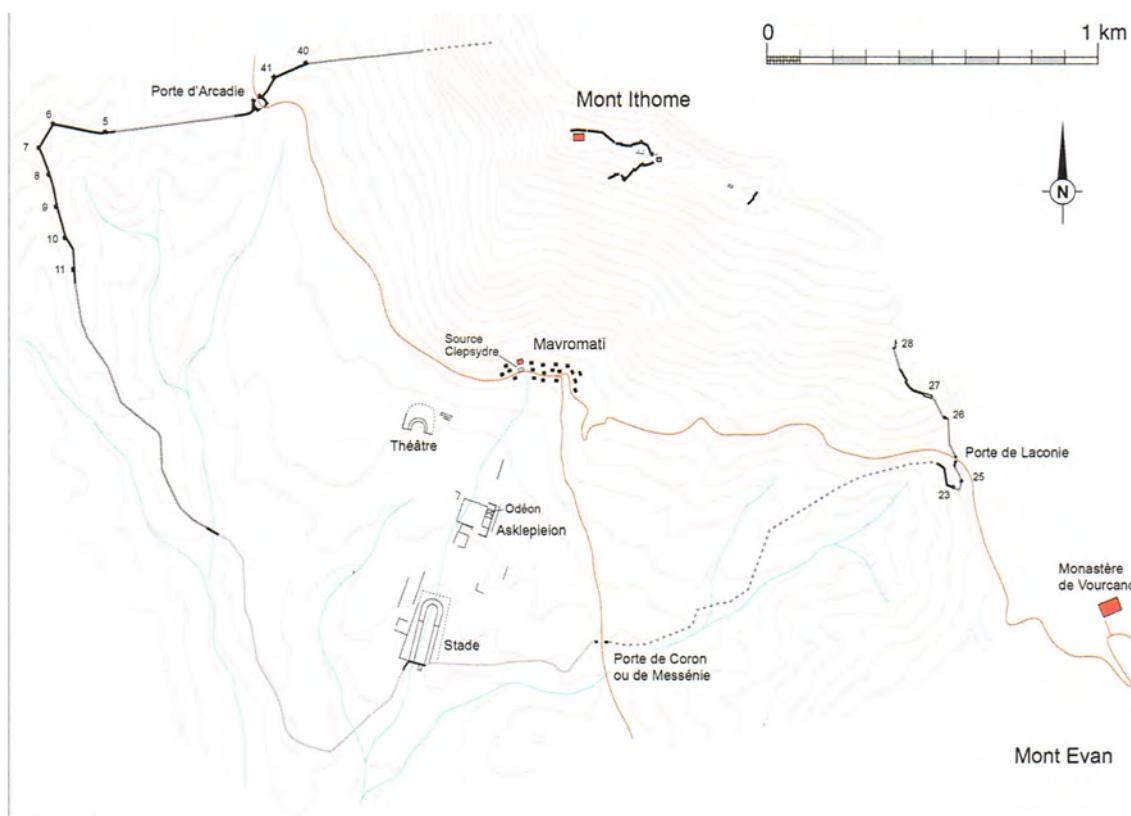 0 1 km
40
41
Porte d'Arcadie
Mont Ithome
6
5
7
8
N
9
10
11
Source
Clepsydre
Mavromati
28
27
26
Théâtre
Porte de Laconie
25
23
Odéon
Asklepieion
Monastère
de Vourcano
Stade
Porte de Coron
ou de Messénie
Mont Evan